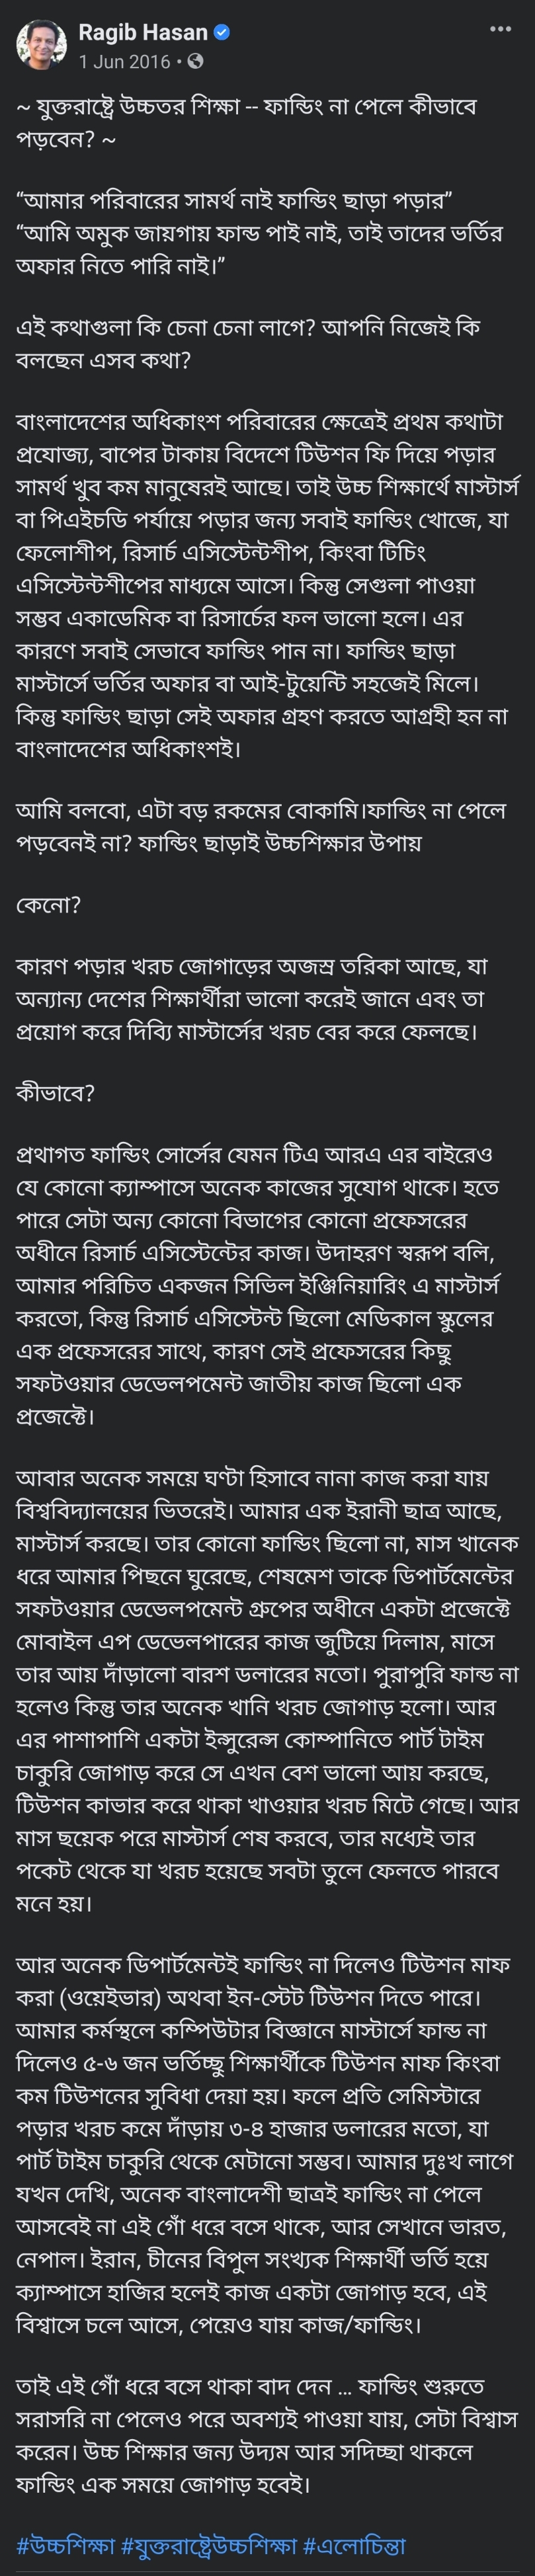 Ragib Hasan
1 Jun 2016 •
~ যুক্তরাষ্ট্রে উচ্চতর শিক্ষা -- ফান্ডিং না পেলে কীভাবে
পড়বেন? ~
“আমার পরিবারের সামর্থ নাই ফান্ডিং ছাড়া পড়ার”
“আমি অমুক জায়গায় ফান্ড পাই নাই, তাই তাদের ভর্তির
অফার নিতে পারি নাই।”
এই কথাগুলা কি চেনা চেনা লাগে? আপনি নিজেই কি
বলছেন এসব কথা?
বাংলাদেশের অধিকাংশ পরিবারের ক্ষেত্রেই প্রথম কথাটা
প্রযোজ্য, বাপের টাকায় বিদেশে টিউশন ফি দিয়ে পড়ার
সামর্থ খুব কম মানুষেরই আছে। তাই উচ্চ শিক্ষার্থে মাস্টার্স
বা পিএইচডি পর্যায়ে পড়ার জন্য সবাই ফান্ডিং খোজে, যা
ফেলোশীপ, রিসার্চ এসিস্টেন্টশীপ, কিংবা টিচিং
এসিস্টেন্টশীপের মাধ্যমে আসে। কিন্তু সেগুলা পাওয়া
সম্ভব একাডেমিক বা রিসার্চের ফল ভালো হলে। এর
কারণে সবাই সেভাবে ফান্ডিং পান না। ফান্ডিং ছাড়া
মাস্টার্সে ভর্তির অফার বা আই-টুয়েন্টি সহজেই মিলে।
কিন্তু ফান্ডিং ছাড়া সেই অফার গ্রহণ করতে আগ্রহী হন না
বাংলাদেশের অধিকাংশই।
আমি বলবো, এটা বড় রকমের বোকামি।ফান্ডিং না পেলে
পড়বেনই না? ফান্ডিং ছাড়াই উচ্চশিক্ষার উপায়
কেনো?
কারণ পড়ার খরচ জোগাড়ের অজস্র তরিকা আছে, যা
অন্যান্য দেশের শিক্ষার্থীরা ভালো করেই জানে এবং তা
প্রয়োগ করে দিব্যি মাস্টার্সের খরচ বের করে ফেলছে।
কীভাবে?
প্রথাগত ফান্ডিং সোর্সের যেমন টিএ আরএ এর বাইরেও
যে কোনো ক্যাম্পাসে অনেক কাজের সুযোগ থাকে। হতে
পারে সেটা অন্য কোনো বিভাগের কোনো প্রফেসরের
অধীনে রিসার্চ এসিস্টেন্টের কাজ। উদাহরণ স্বরূপ বলি,
আমার পরিচিত একজন সিভিল ইঞ্জিনিয়ারিং এ মাস্টার্স
করতো, কিন্তু রিসার্চ এসিস্টেন্ট ছিলো মেডিকাল স্কুলের
এক প্রফেসরের সাথে, কারণ সেই প্রফেসরের কিছু
সফটওয়ার ডেভেলপমেন্ট জাতীয় কাজ ছিলো এক
প্রজেক্টে।
আবার অনেক সময়ে ঘণ্টা হিসাবে নানা কাজ করা যায়
বিশ্ববিদ্যালয়ের ভিতরেই। আমার এক ইরানী ছাত্র আছে,
মাস্টার্স করছে। তার কোনো ফান্ডিং ছিলো না, মাস খানেক
ধরে আমার পিছনে ঘুরেছে, শেষমেশ তাকে ডিপার্টমেন্টের
সফটওয়ার ডেভেলপমেন্ট গ্রুপের অধীনে একটা প্রজেক্টে
মোবাইল এপ ডেভেলপারের কাজ জুটিয়ে দিলাম, মাসে
তার আয় দাঁড়ালো বারশ ডলারের মতো। পুরাপুরি ফান্ড না
হলেও কিন্তু তার অনেক খানি খরচ জোগাড় হলো। আর
এর পাশাপাশি একটা ইন্সুরেন্স কোম্পানিতে পার্ট টাইম
চাকুরি জোগাড় করে সে এখন বেশ ভালো আয় করছে,
টিউশন কাভার করে থাকা খাওয়ার খরচ মিটে গেছে। আর
মাস ছয়েক পরে মাস্টার্স শেষ করবে, তার মধ্যেই তার
পকেট থেকে যা খরচ হয়েছে সবটা তুলে ফেলতে পারবে
মনে হয়।
আর অনেক ডিপার্টমেন্টই ফান্ডিং না দিলেও টিউশন মাফ
করা (ওয়েইভার) অথবা ইন-স্টেট টিউশন দিতে পারে।
আমার কর্মস্থলে কম্পিউটার বিজ্ঞানে মাস্টার্সে ফান্ড না
দিলেও ৫-৬ জন ভর্তিচ্ছু শিক্ষার্থীকে টিউশন মাফ কিংবা
কম টিউশনের সুবিধা দেয়া হয়। ফলে প্রতি সেমিস্টারে
পড়ার খরচ কমে দাঁড়ায় ৩-৪ হাজার ডলারের মতো, যা
পার্ট টাইম চাকুরি থেকে মেটানো সম্ভব। আমার দুঃখ লাগে
যখন দেখি, অনেক বাংলাদেশী ছাত্রই ফান্ডিং না পেলে
আসবেই না এই গোঁ ধরে বসে থাকে, আর সেখানে ভারত,
নেপাল। ইরান, চীনের বিপুল সংখ্যক শিক্ষার্থী ভর্তি হয়ে
ক্যাম্পাসে হাজির হলেই কাজ একটা জোগাড় হবে, এই
বিশ্বাসে চলে আসে, পেয়েও যায় কাজ/ফান্ডিং।
তাই এই গোঁ ধরে বসে থাকা বাদ দেন ... ফান্ডিং শুরুতে
সরাসরি না পেলেও পরে অবশ্যই পাওয়া যায়, সেটা বিশ্বাস
করেন। উচ্চ শিক্ষার জন্য উদ্যম আর সদিচ্ছা থাকলে
ফান্ডিং এক সময়ে জোগাড় হবেই।
#উচ্চশিক্ষা #যুক্তরাষ্ট্রেউচ্চশিক্ষা #এলোচিন্তা